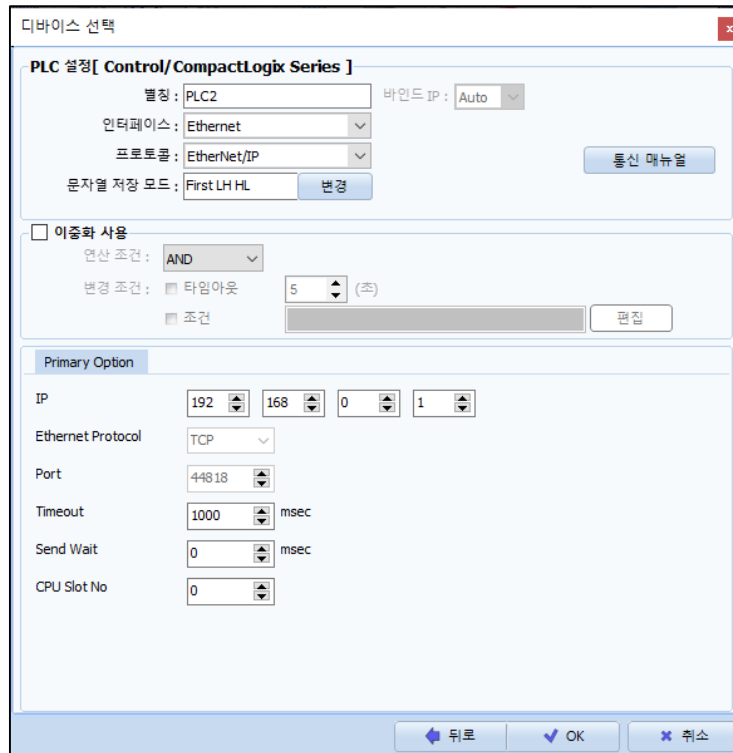 디바이스 선택
PLC 설정[ Control/CompactLogix Series ]
별칭 : PLC2 바인드 IP : Auto
인터페이스 : Ethernet
프로토콜 : EtherNet/IP 통신 매뉴얼
문자열 저장 모드 : First LH HL 변경
이중화 사용
연산 조건 : AND
변경 조건 : 타임아웃 5 (초)
조건 편집
Primary Option
IP 192 168 0 1
Ethernet Protocol TCP
Port 44818
Timeout 1000 msec
Send Wait 0 msec
CPU Slot No 0
뒤로 OK 취소